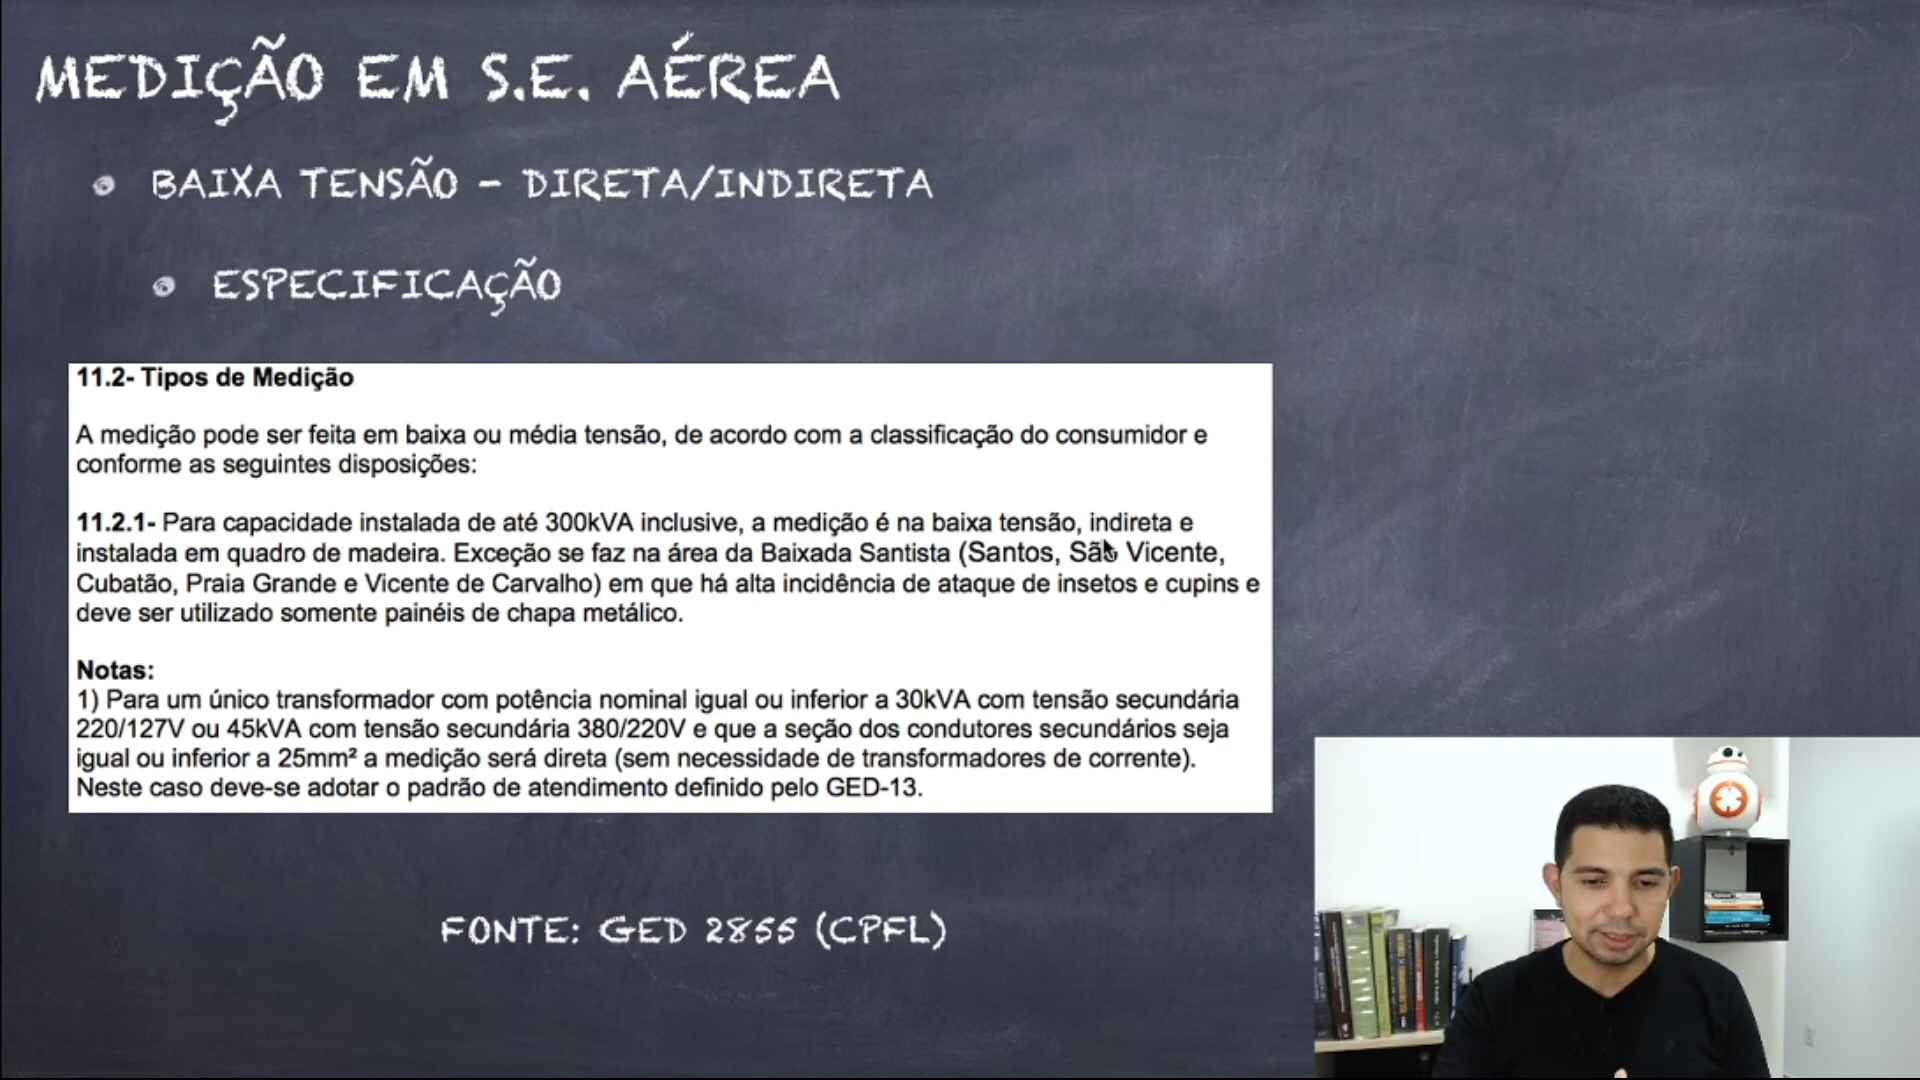 MEDIÇÃO EM S.E. AÉREA
BAIXA TENSÃO - DIRETA/INDIRETA
ESPECIFICAÇÃO
11.2- Tipos de Medição
A medição pode ser feita em baixa ou média tensão, de acordo com a classificação do consumidor e
conforme as seguintes disposições:
11.2.1- Para capacidade instalada de até 300kVA inclusive, a medição é na baixa tensão, indireta e
instalada em quadro de madeira. Exceção se faz na área da Baixada Santista (Santos, São Vicente,
Cubatão, Praia Grande e Vicente de Carvalho) em que há alta incidência de ataque de insetos e cupins e
deve ser utilizado somente painéis de chapa metálico.
Notas:
1) Para um único transformador com potência nominal igual ou inferior a 30kVA com tensão secundária
220/127V ou 45kVA com tensão secundária 380/220V e que a seção dos condutores secundários seja
igual ou inferior a 25mm² a medição será direta (sem necessidade de transformadores de corrente).
Neste caso deve-se adotar o padrão de atendimento definido pelo GED-13.
FONTE: GED 2855 (CPFL)